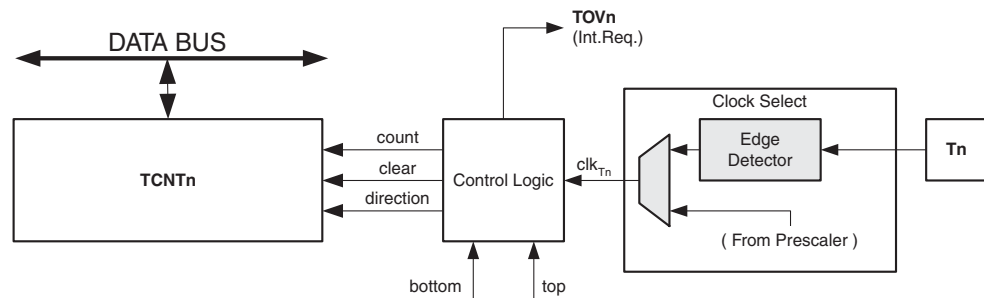 TOVn
(Int.Req.)
DATA BUS
Clock Select
count
Edge
Detector
Tn
clear
TCNTn
Control Logic
clkTn
direction
( From Prescaler )
bottom
top